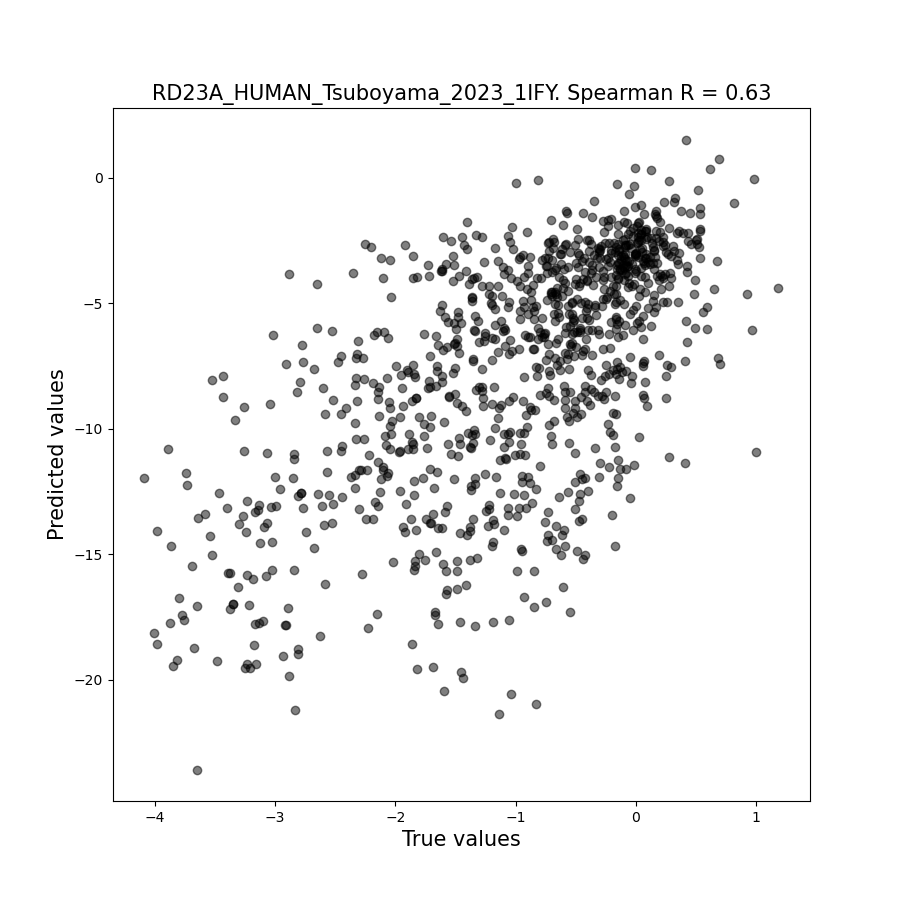 RD23A_HUMAN_Tsuboyama_2023_1IFY. Spearman R = 0.63
0
−5
−10
−15
−20
Predicted values
−4 −3 −2 −1 0 1
True values